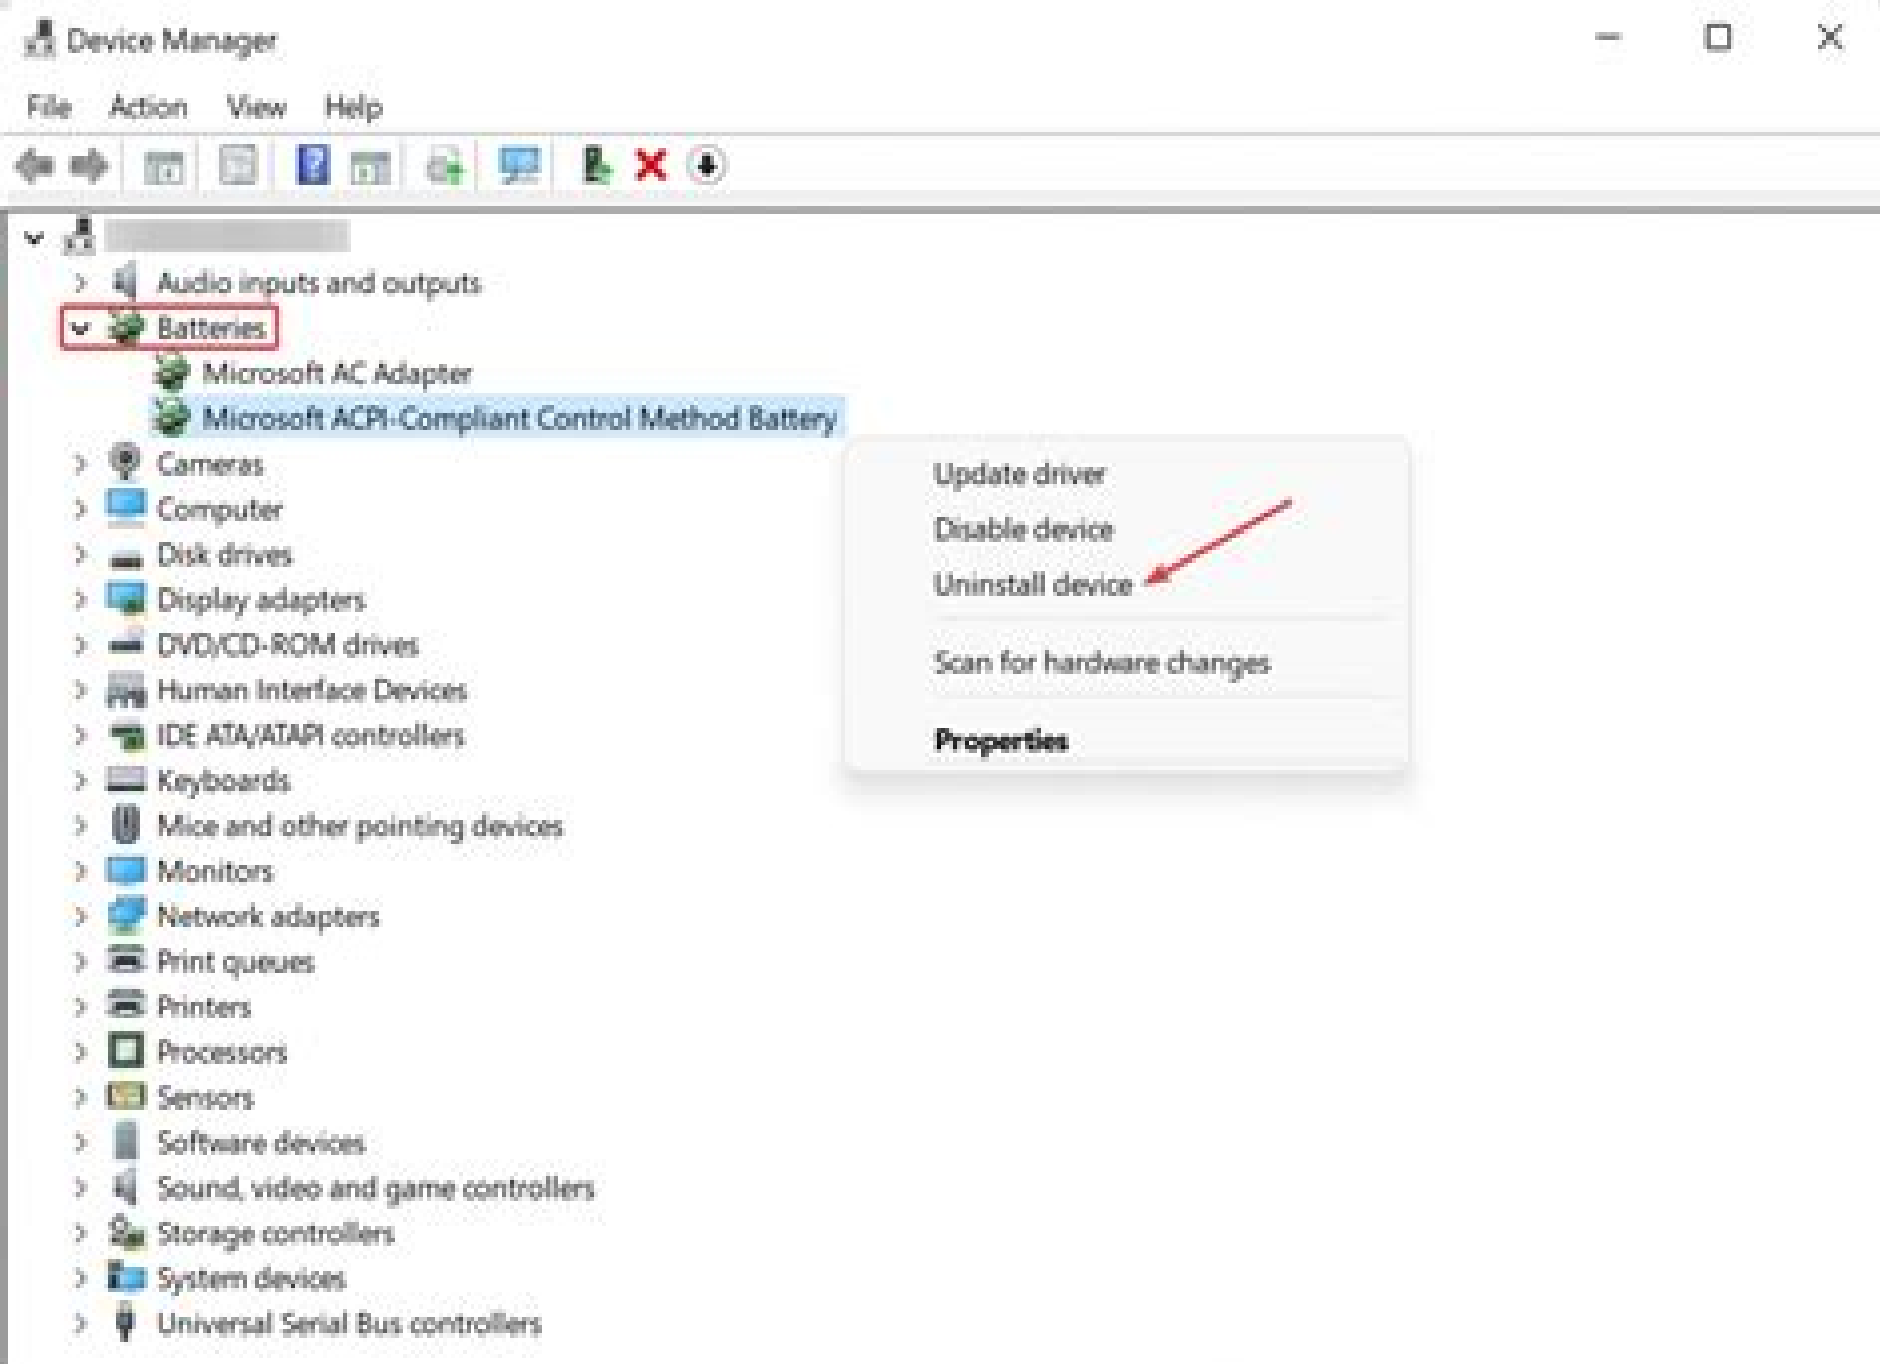 Device Manager
File Action View Help
Audio inputs and outputs
Batteries
Microsoft AC Adapter
Microsoft ACPI-Compliant Control Method Battery
Cameras
Computer
Disk drives
Display adapters
DVD/CD-ROM drives
Human Interface Devices
IDE ATA/ATAPI controllers
Keyboards
Mice and other pointing devices
Monitors
Network adapters
Print queues
Printers
Processors
Sensors
Software devices
Sound, video and game controllers
Storage controllers
System devices
Universal Serial Bus controllers
Update driver
Disable device
Uninstall device
Scan for hardware changes
Properties